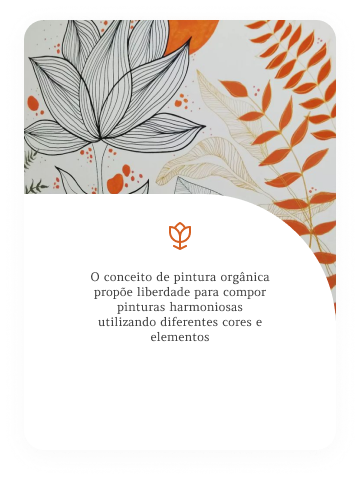 O conceito de pintura orgânica
propõe liberdade para compor
pinturas harmoniosas
utilizando diferentes cores e
elementos